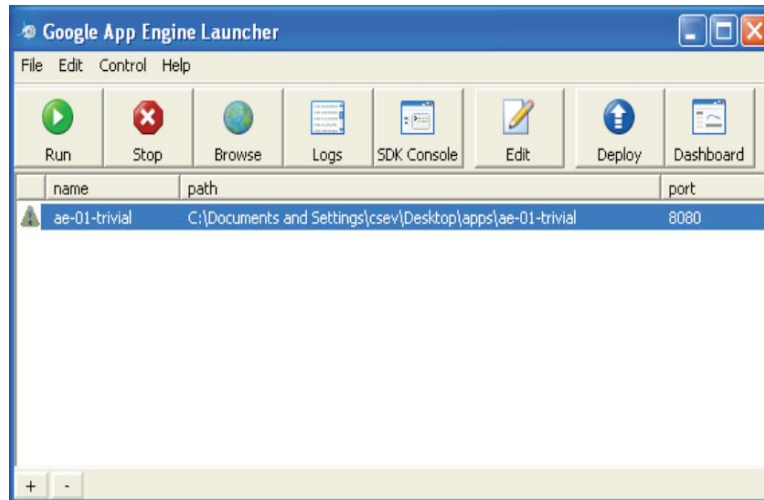 Google App Engine Launcher
File Edit Control Help
Run Stop Browse Logs SDK Console Edit Deploy Dashboard
name path port
ae-01-trivial C:\Documents and Settings\csev\Desktop\apps\ae-01-trivial 8080
+ -